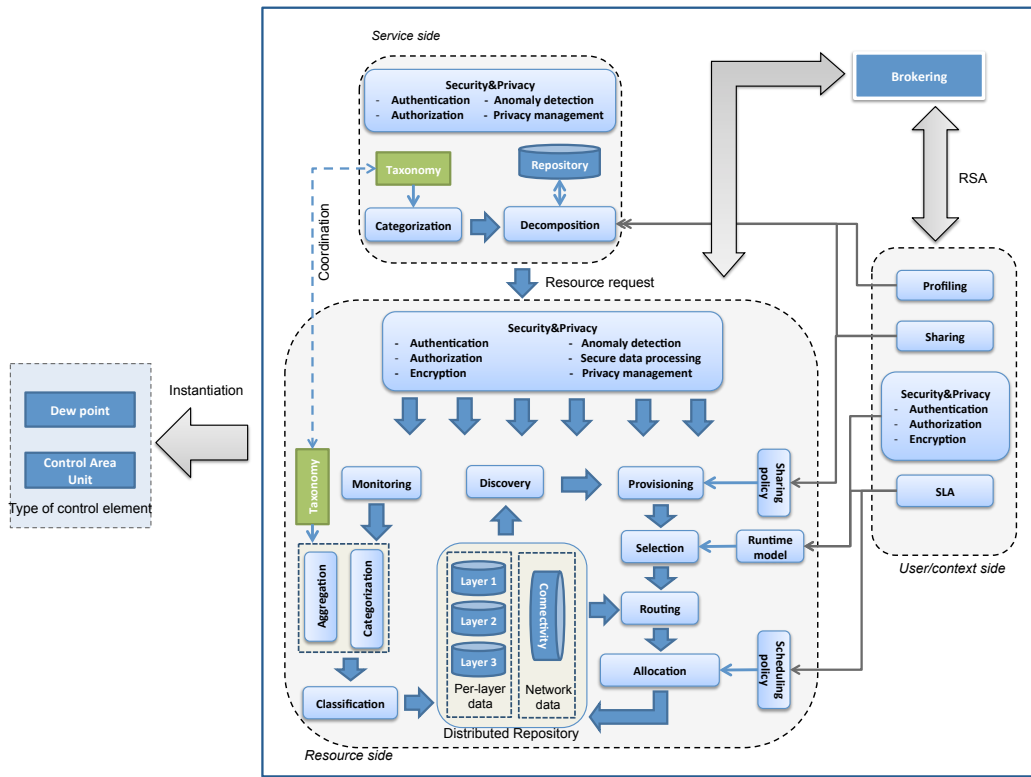 Service side
Security&Privacy
- Authentication - Anomaly detection
- Authorization - Privacy management
Taxonomy
Repository
Categorization
Decomposition
Brokering
RSA
Coordination
Resource request
Profiling
Sharing
Security&Privacy
- Authentication
- Authorization
- Encryption
SLA
User/context side
Security&Privacy
- Authentication - Anomaly detection
- Authorization - Secure data processing
- Encryption - Privacy management
Instantiation
Dew point
Control Area
Unit
Type of control element
Taxonomy
Monitoring
Discovery
Provisioning
Sharing
policy
Selection
Runtime
model
Aggregation
Categorization
Layer 1
Layer 2
Layer 3
Connectivity
Routing
Allocation
Scheduling
policy
Classification
Per-layer
data
Network
data
Distributed Repository
Resource side